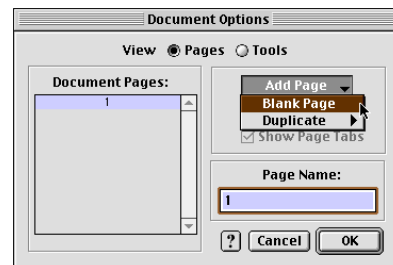 Document Options
View Pages Tools
Document Pages:
1
Add Page
Blank Page
Duplicate
Show Page Tabs
Page Name:
1
? Cancel OK